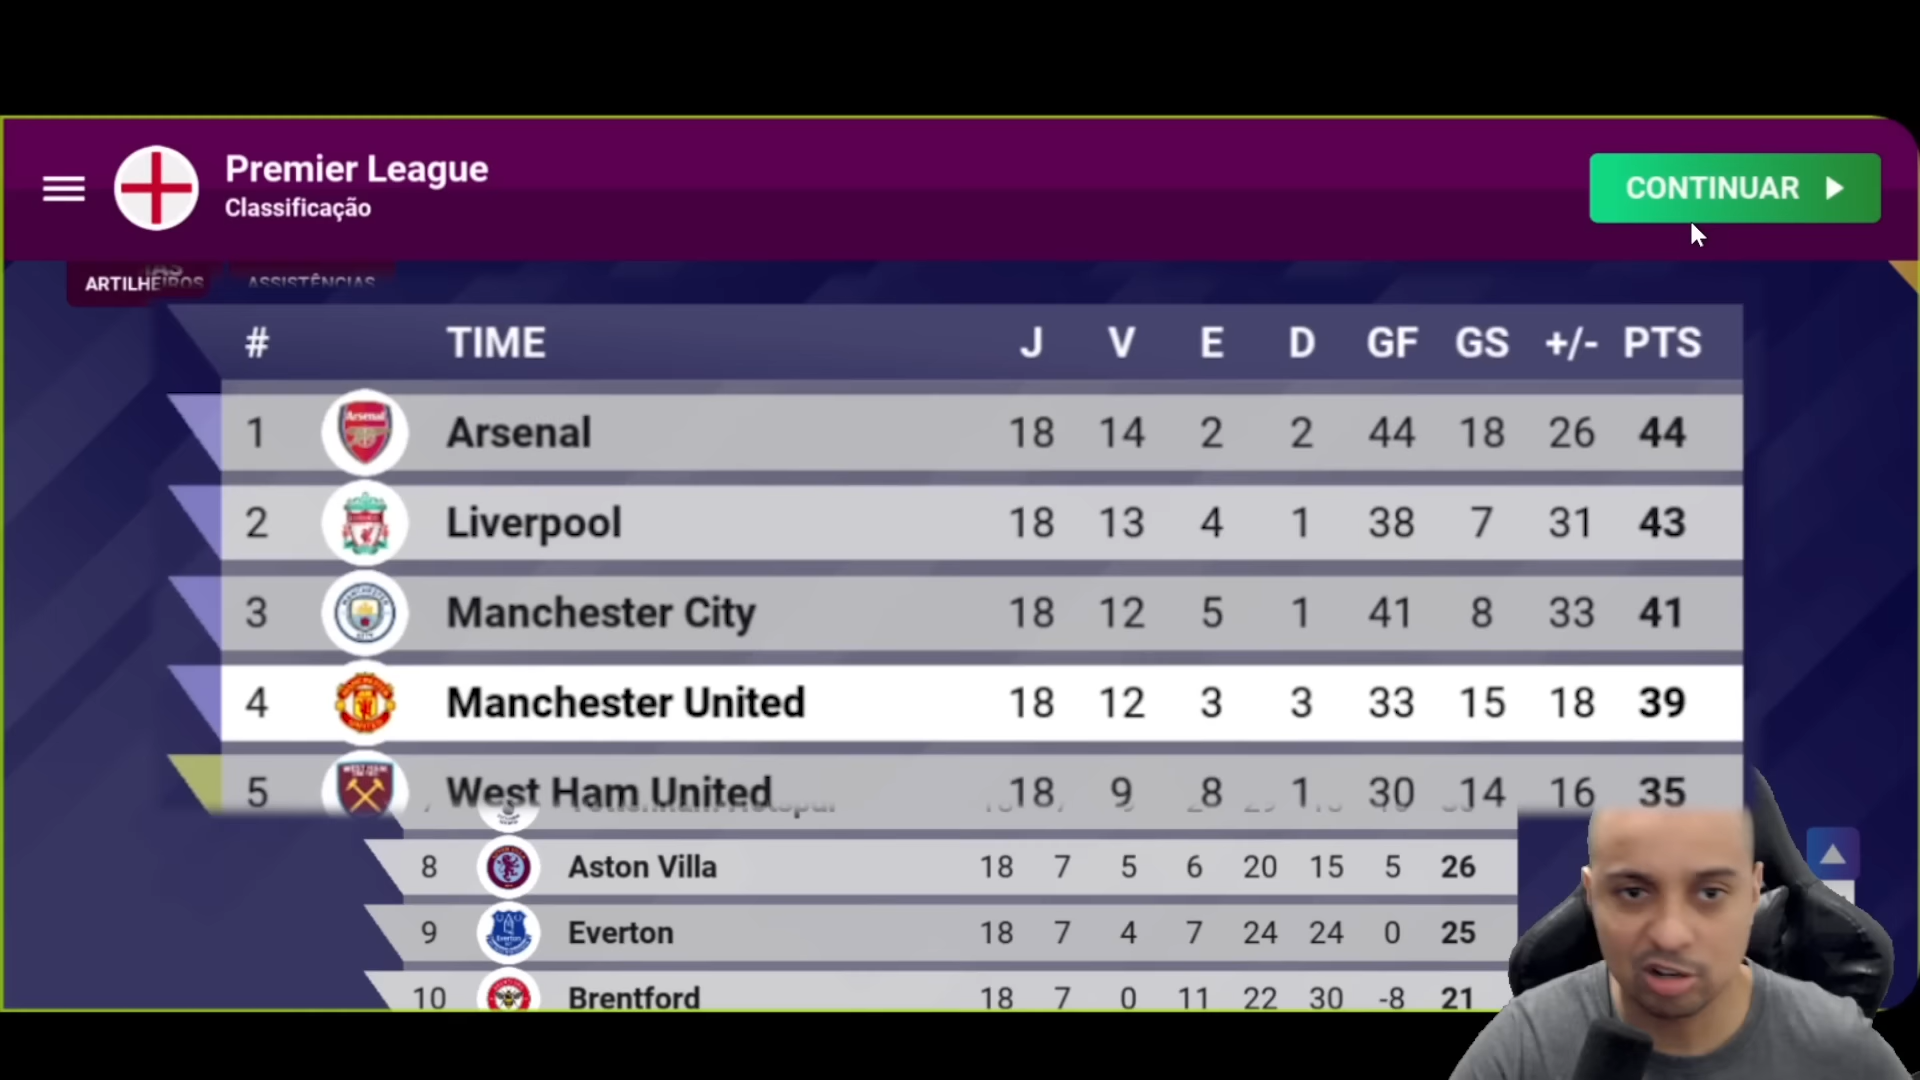 Premier League
Classificação
CONTINUAR
ARTILHEIROS ASSISTÊNCIAS
# TIME J V E D GF GS +/- PTS
1 Arsenal 18 14 2 2 44 18 26 44
2 Liverpool 18 13 4 1 38 7 31 43
3 Manchester City 18 12 5 1 41 8 33 41
4 Manchester United 18 12 3 3 33 15 18 39
5 West Ham United 18 9 8 1 30 14 16 35
8 Aston Villa 18 7 5 6 20 15 5 26
9 Everton 18 7 4 7 24 24 0 25
10 Brentford 18 7 0 11 22 30 -8 21